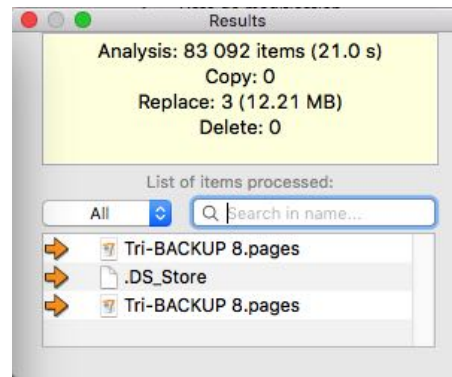 Results
Analysis: 83 092 items (21.0 s)
Copy: 0
Replace: 3 (12.21 MB)
Delete: 0
List of items processed:
All
Search in name...
Tri-BACKUP 8.pages
.DS_Store
Tri-BACKUP 8.pages